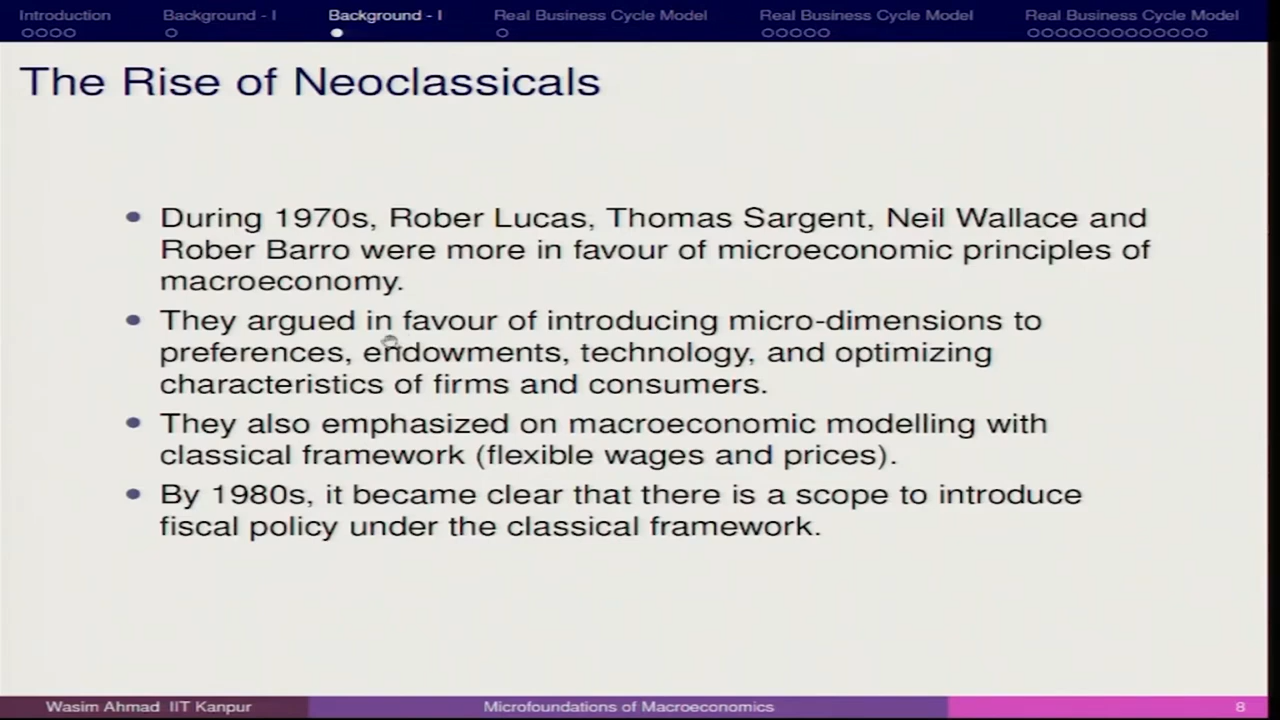 Introduction Background - I Background - I Real Business Cycle Model Real Business Cycle Model Real Business Cycle Model
The Rise of Neoclassicals
During 1970s, Rober Lucas, Thomas Sargent, Neil Wallace and
Rober Barro were more in favour of microeconomic principles of
macroeconomy.
They argued in favour of introducing micro-dimensions to
preferences, endowments, technology, and optimizing
characteristics of firms and consumers.
They also emphasized on macroeconomic modelling with
classical framework (flexible wages and prices).
By 1980s, it became clear that there is a scope to introduce
fiscal policy under the classical framework.
Wasim Ahmad IIT Kanpur Microfoundations of Macroeconomics 8